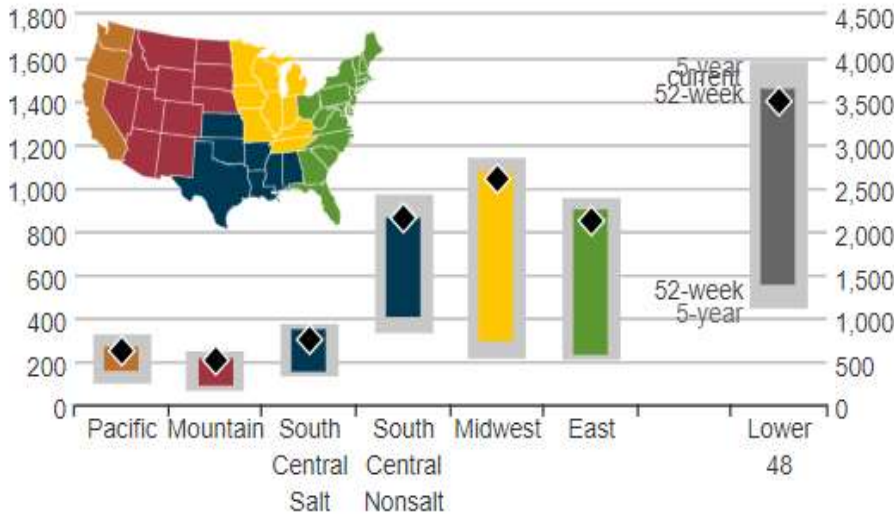 1,800
1,600
1,400
1,200
1,000
800
600
400
200
0
4,500
4,000
3,500
3,000
2,500
2,000
1,500
1,000
500
0
5-year
current
52-week
52-week
5-year
Pacific
Mountain
South
Central
Salt
South
Central
Nonsalt
Midwest
East
Lower
48